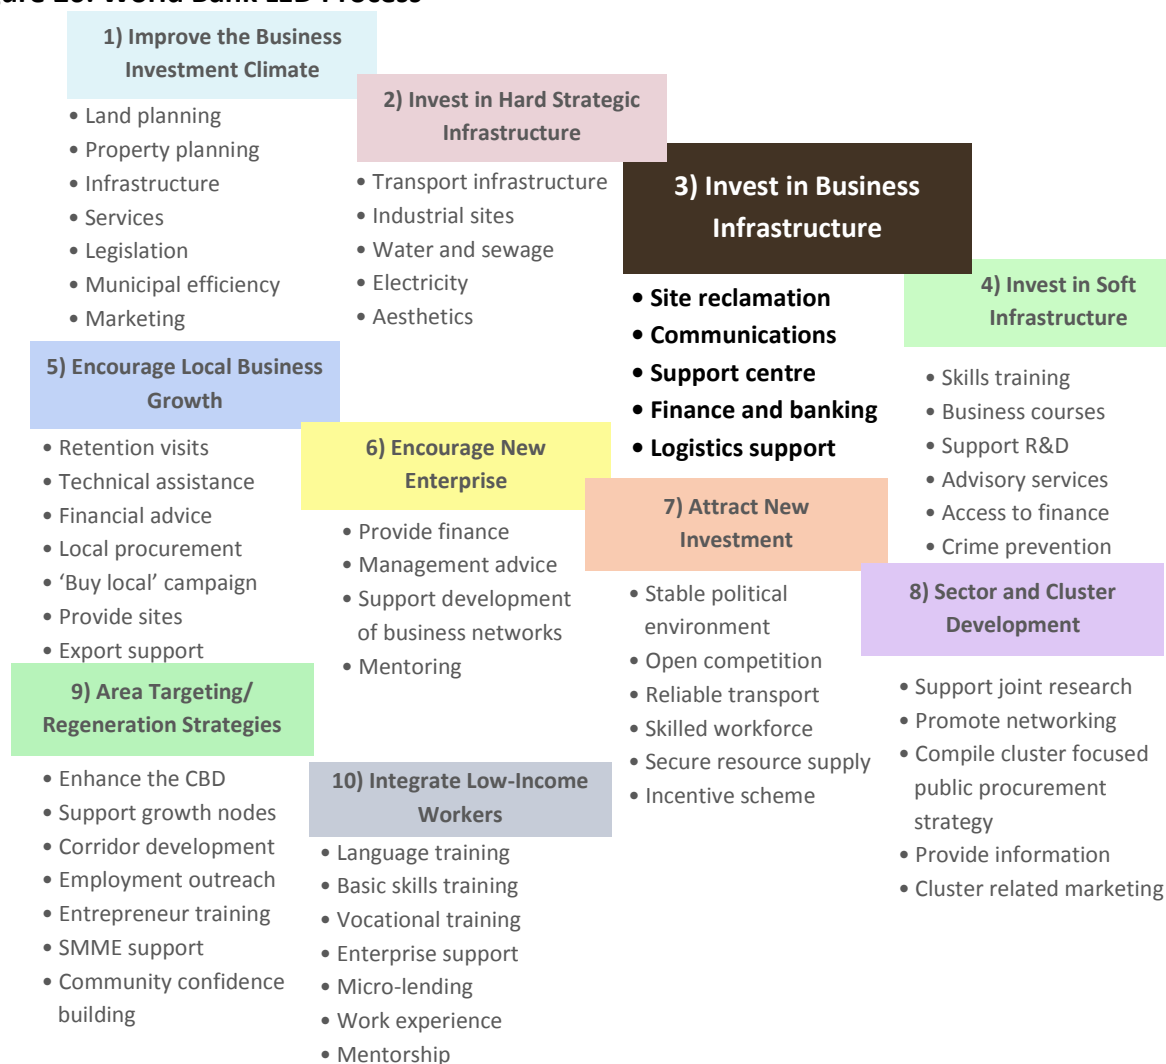 1) Improve the Business
Investment Climate
• Land planning
• Property planning
• Infrastructure
• Services
• Legislation
• Municipal efficiency
• Marketing
2) Invest in Hard Strategic
Infrastructure
• Transport infrastructure
• Industrial sites
• Water and sewage
• Electricity
• Aesthetics
3) Invest in Business
Infrastructure
• Site reclamation
• Communications
• Support centre
• Finance and banking
• Logistics support
4) Invest in Soft
Infrastructure
• Skills training
• Business courses
• Support R&D
• Advisory services
• Access to finance
• Crime prevention
5) Encourage Local Business
Growth
• Retention visits
• Technical assistance
• Financial advice
• Local procurement
• ‘Buy local’ campaign
• Provide sites
• Export support
6) Encourage New
Enterprise
• Provide finance
• Management advice
• Support development
of business networks
• Mentoring
7) Attract New
Investment
• Stable political
environment
• Open competition
• Reliable transport
• Skilled workforce
• Secure resource supply
• Incentive scheme
8) Sector and Cluster
Development
• Support joint research
• Promote networking
• Compile cluster focused
public procurement
strategy
• Provide information
• Cluster related marketing
9) Area Targeting/
Regeneration Strategies
• Enhance the CBD
• Support growth nodes
• Corridor development
• Employment outreach
• Entrepreneur training
• SMME support
• Community confidence
building
10) Integrate Low-Income
Workers
• Language training
• Basic skills training
• Vocational training
• Enterprise support
• Micro-lending
• Work experience
• Mentorship